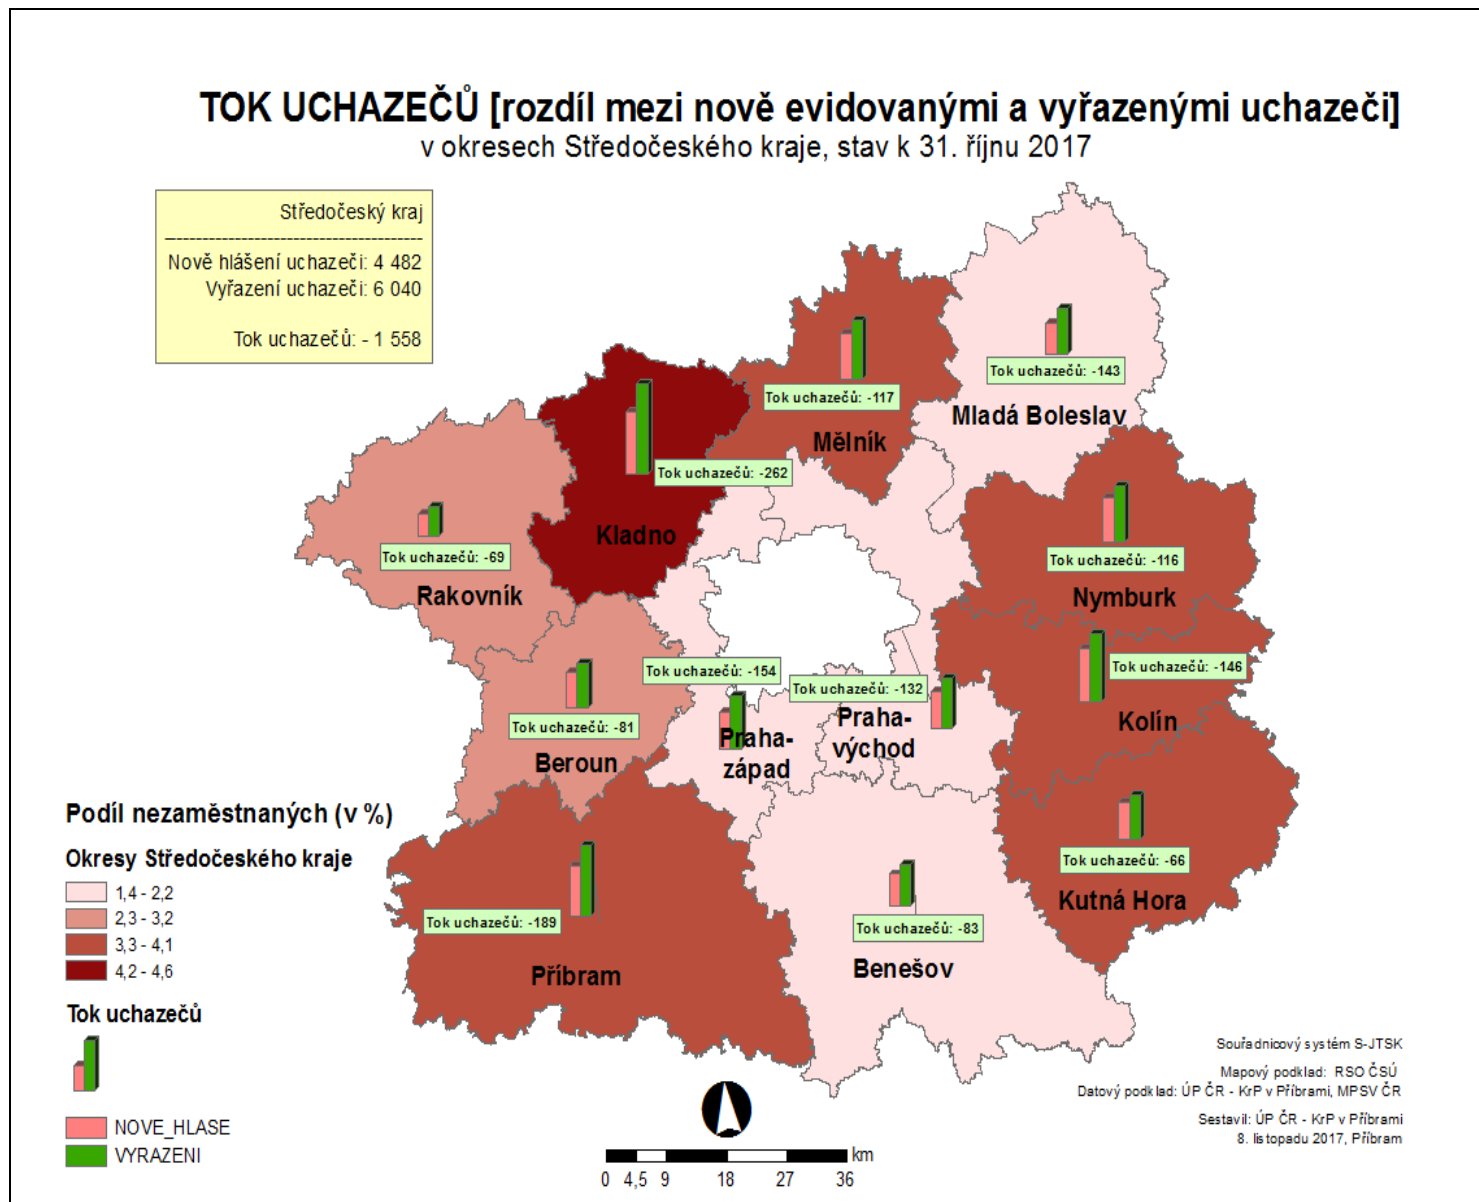 TOK UCHAZEČŮ [rozdíl mezi nově evidovanými a vyřazenými uchazeči]
v okresech Středočeského kraje, stav k 31. říjnu 2017
Středočeský kraj
----------------------------------------
Nově hlášení uchazeči: 4 482
Vyřazení uchazeči: 6 040
Tok uchazečů: - 1 558
Tok uchazečů: -143
Mladá Boleslav
Tok uchazečů: -117
Mělník
Tok uchazečů: -262
Kladno
Tok uchazečů: -69
Rakovník
Tok uchazečů: -116
Nymburk
Tok uchazečů: -146
Kolín
Tok uchazečů: -154
Praha-
západ
Tok uchazečů: -132
Praha-
východ
Tok uchazečů: -81
Beroun
Tok uchazečů: -66
Kutná Hora
Tok uchazečů: -189
Příbram
Tok uchazečů: -83
Benešov
Podíl nezaměstnaných (v %)
Okresy Středočeského kraje
1,4 - 2,2
2,3 - 3,2
3,3 - 4,1
4,2 - 4,6
Tok uchazečů
NOVE_HLASE
VYRAZENI
km
0 4,5 9 18 27 36
Souřadnicový systém S-JTSK
Mapový podklad: RSO ČSÚ
Datový podklad: ÚP ČR - KrP v Příbrami, MPSV ČR
Sestavil: ÚP ČR - KrP v Příbrami
8. listopadu 2017, Příbram